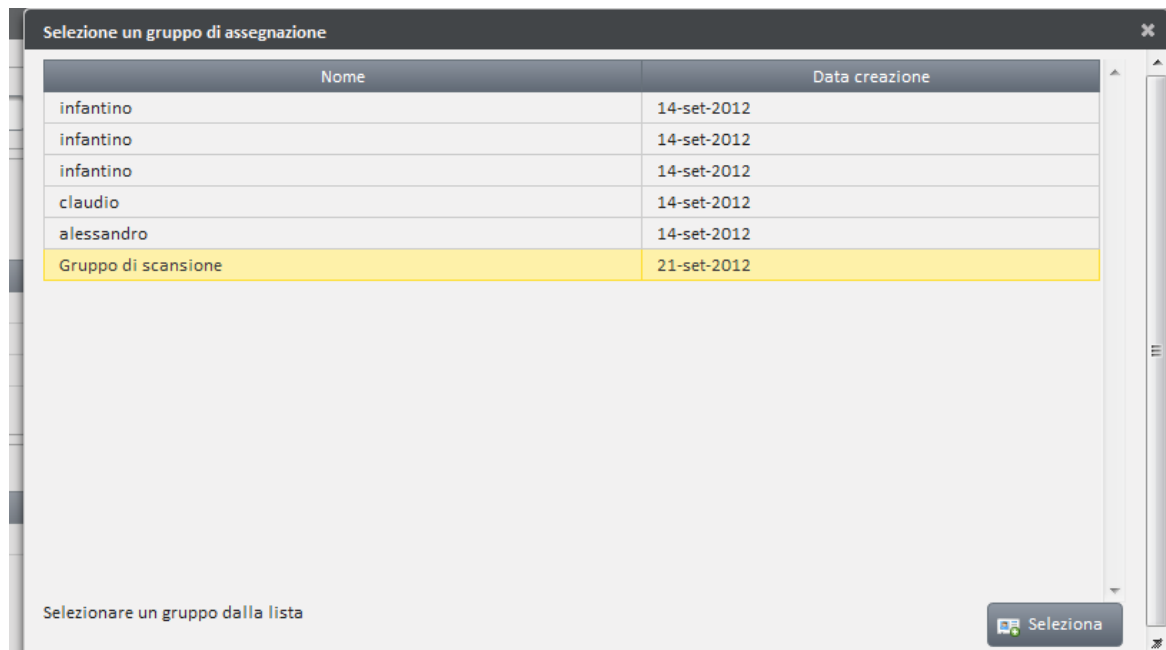 Selezione un gruppo di assegnazione
Nome Data creazione
infantino 14-set-2012
infantino 14-set-2012
infantino 14-set-2012
claudio 14-set-2012
alessandro 14-set-2012
Gruppo di scansione 21-set-2012
Selezionare un gruppo dalla lista
Seleziona